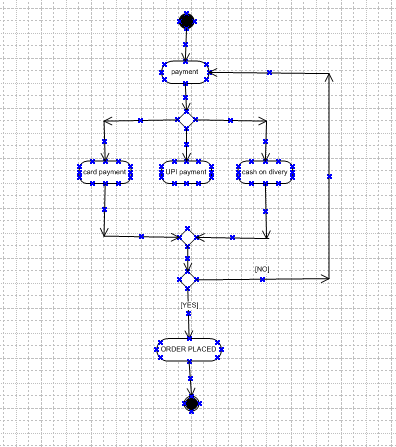 payment
card payment
UPI payment
cash on divery
[NO]
[YES]
ORDER PLACED